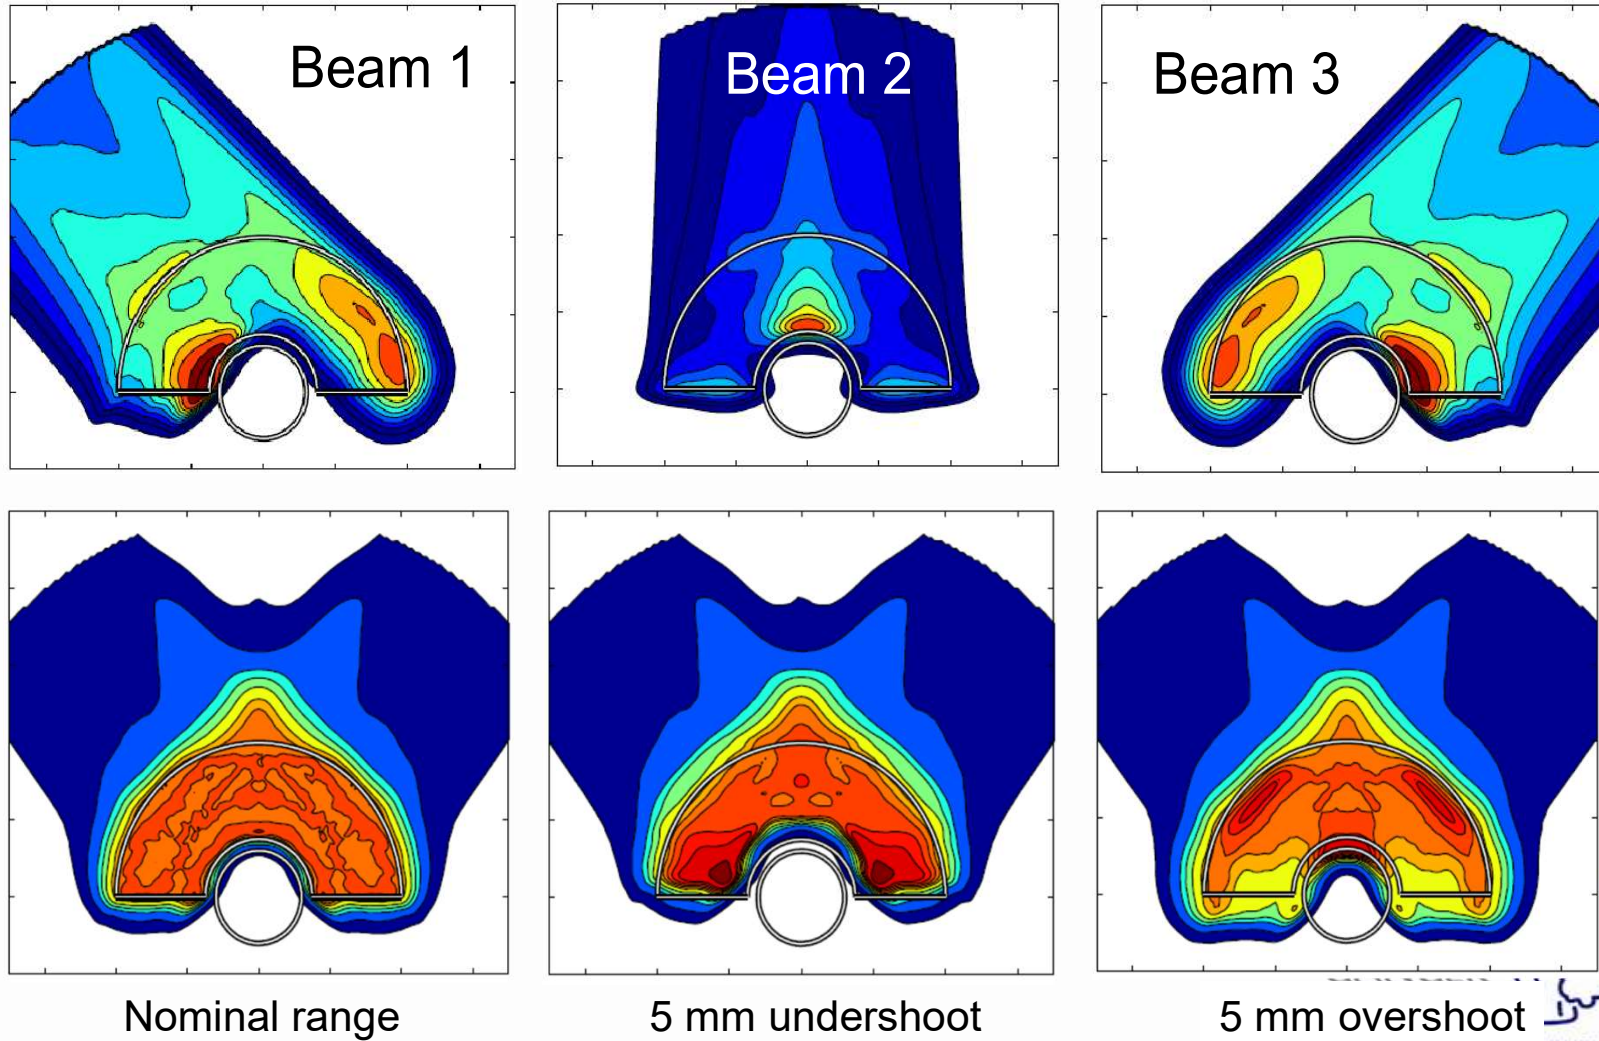 Beam 1
Beam 2
Beam 3
Nominal range
5 mm undershoot
5 mm overshoot